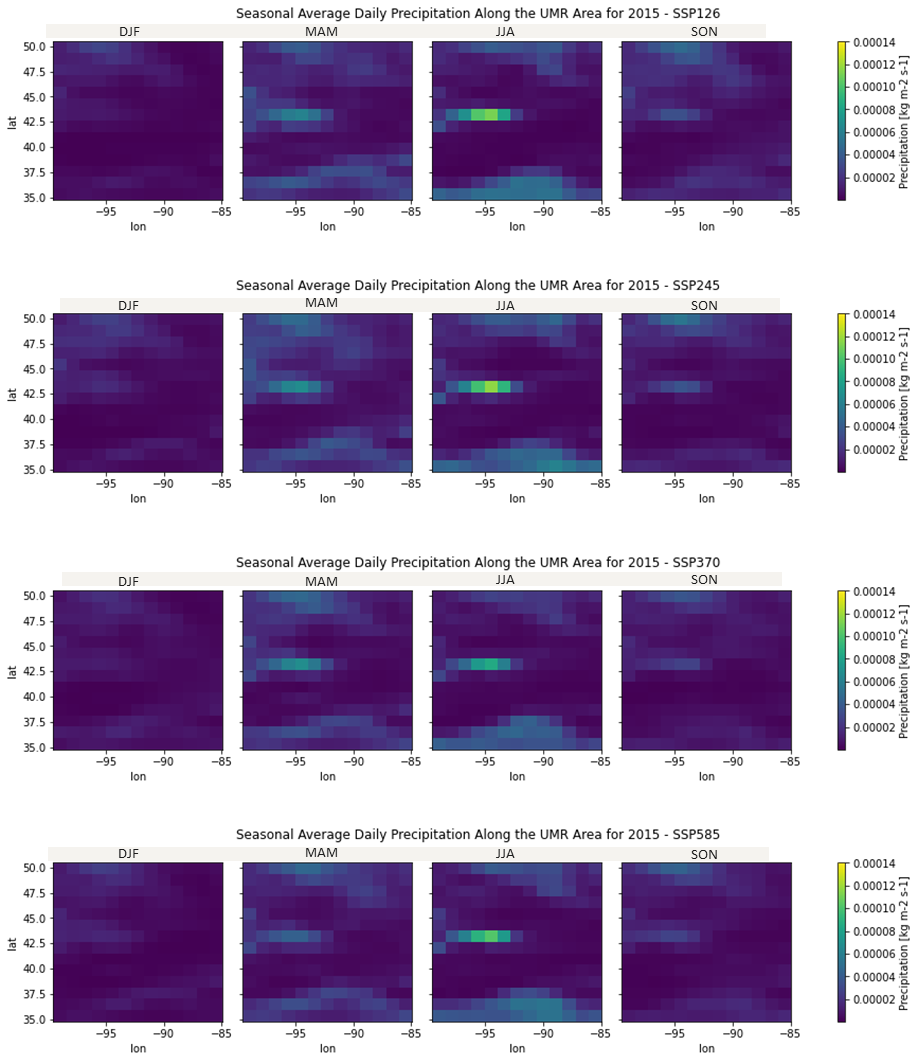 Seasonal Average Daily Precipitation Along the UMR Area for 2015 - SSP126
DJF MAM JJA SON
50.0
47.5
45.0
42.5
40.0
37.5
35.0
lat
−95 −90 −85 −95 −90 −85 −95 −90 −85 −95 −90 −85
lon lon lon lon
0.00014
0.00012
0.00010
0.00008
0.00006
0.00004
0.00002
Precipitation [kg m-2 s-1]
Seasonal Average Daily Precipitation Along the UMR Area for 2015 - SSP245
DJF MAM JJA SON
50.0
47.5
45.0
42.5
40.0
37.5
35.0
lat
−95 −90 −85 −95 −90 −85 −95 −90 −85 −95 −90 −85
lon lon lon lon
0.00014
0.00012
0.00010
0.00008
0.00006
0.00004
0.00002
Precipitation [kg m-2 s-1]
Seasonal Average Daily Precipitation Along the UMR Area for 2015 - SSP370
DJF MAM JJA SON
50.0
47.5
45.0
42.5
40.0
37.5
35.0
lat
−95 −90 −85 −95 −90 −85 −95 −90 −85 −95 −90 −85
lon lon lon lon
0.00014
0.00012
0.00010
0.00008
0.00006
0.00004
0.00002
Precipitation [kg m-2 s-1]
Seasonal Average Daily Precipitation Along the UMR Area for 2015 - SSP585
DJF MAM JJA SON
50.0
47.5
45.0
42.5
40.0
37.5
35.0
lat
−95 −90 −85 −95 −90 −85 −95 −90 −85 −95 −90 −85
lon lon lon lon
0.00014
0.00012
0.00010
0.00008
0.00006
0.00004
0.00002
Precipitation [kg m-2 s-1]